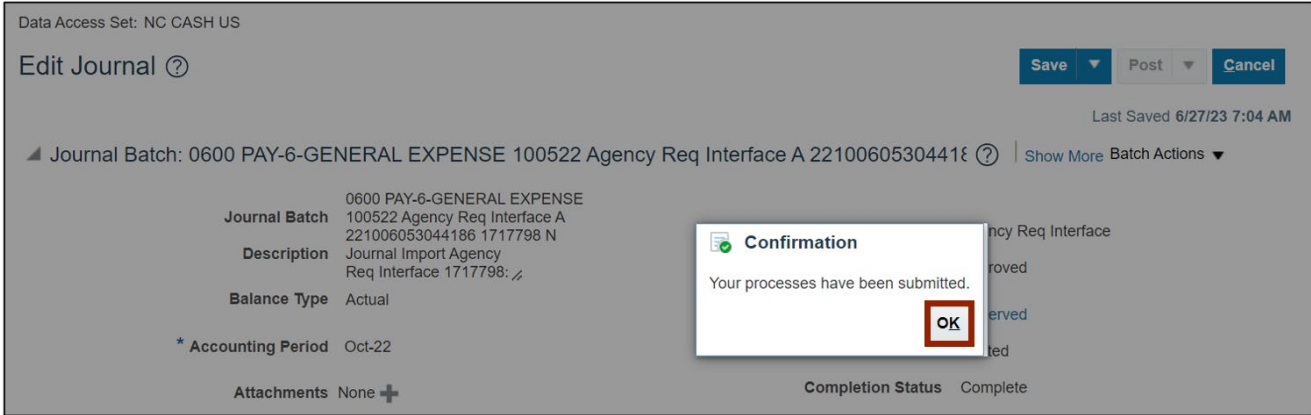 Data Access Set: NC CASH US
Edit Journal
Save Post Cancel
Last Saved 6/27/23 7:04 AM
Journal Batch: 0600 PAY-6-GENERAL EXPENSE 100522 Agency Req Interface A 22100605304418 Show More Batch Actions
Journal Batch 0600 PAY-6-GENERAL EXPENSE
100522 Agency Req Interface A
221006053044186 1717798 N
Description Journal Import Agency
Req Interface 1717798:
Balance Type Actual
* Accounting Period Oct-22
Attachments None
Confirmation
Your processes have been submitted.
OK
ncy Req Interface
roved
erved
ted
Completion Status Complete